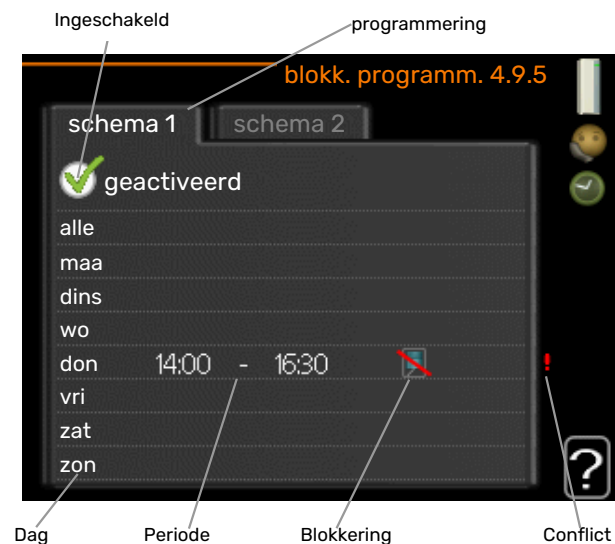 Ingeschakeld
programmering
blokk. programm. 4.9.5
schema 1 schema 2
geactiveerd
alle
maa
dins
wo
don 14:00 - 16:30 !
vri
zat
zon
?
Dag Periode Blokkering Conflict